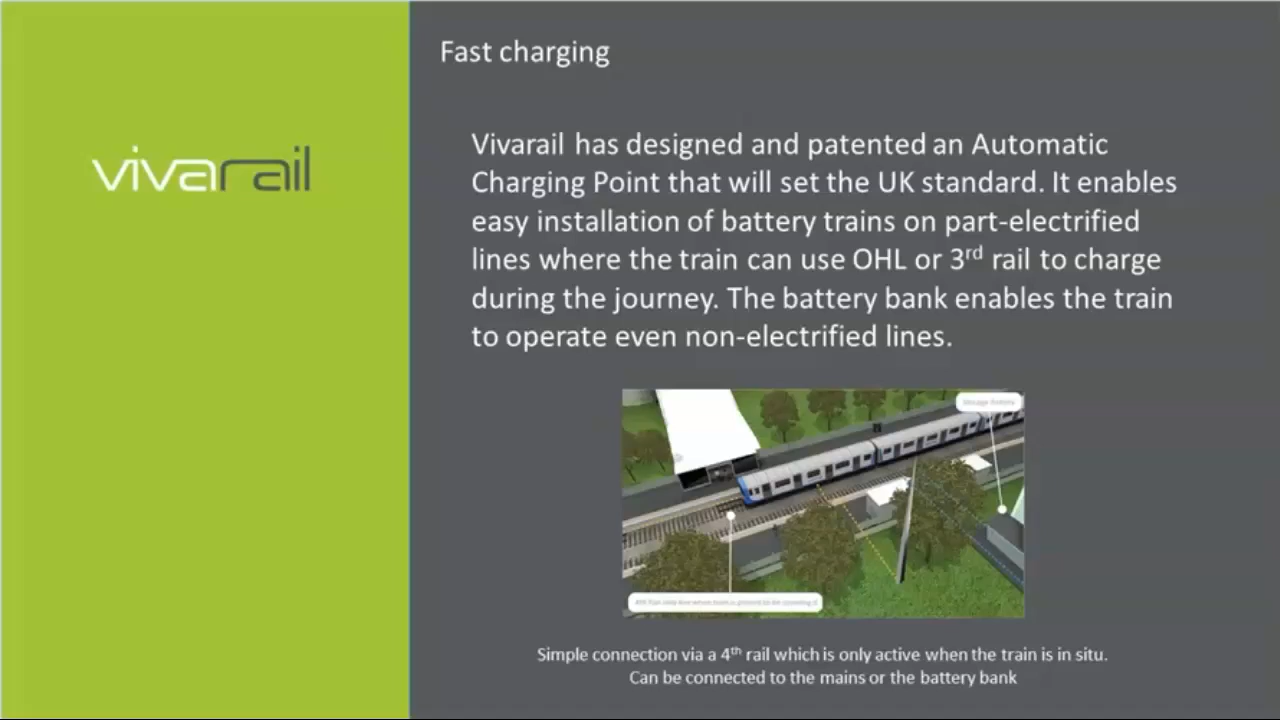 Fast charging
vivarail
Vivarail has designed and patented an Automatic
Charging Point that will set the UK standard. It enables
easy installation of battery trains on part-electrified
lines where the train can use OHL or 3rd rail to charge
during the journey. The battery bank enables the train
to operate even non-electrified lines.
Storage Battery
Simple connection via a 4th rail which is only active when the train is in situ.
Can be connected to the mains or the battery bank